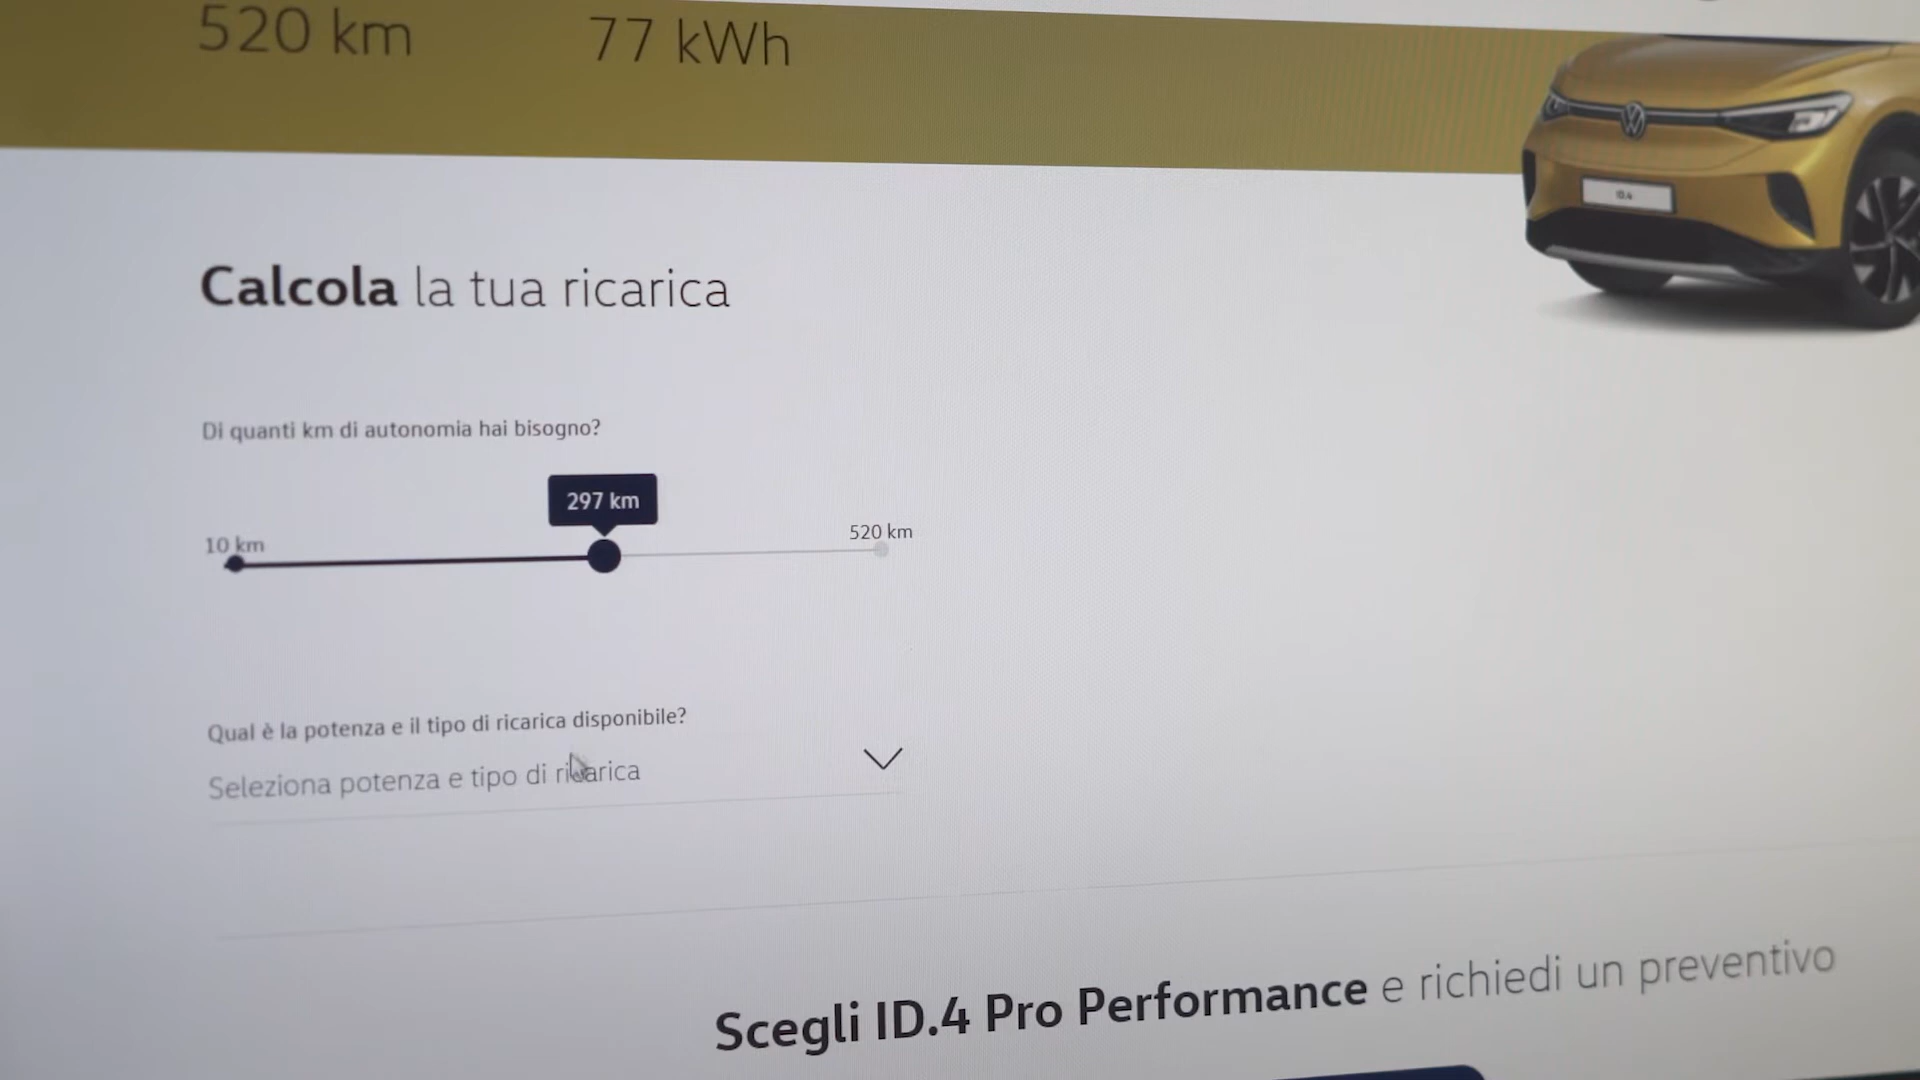 520 km
77 kWh
ID.4
Calcola la tua ricarica
Di quanti km di autonomia hai bisogno?
297 km
10 km
520 km
Qual è la potenza e il tipo di ricarica disponibile?
Seleziona potenza e tipo di ricarica
Scegli ID.4 Pro Performance e richiedi un preventivo